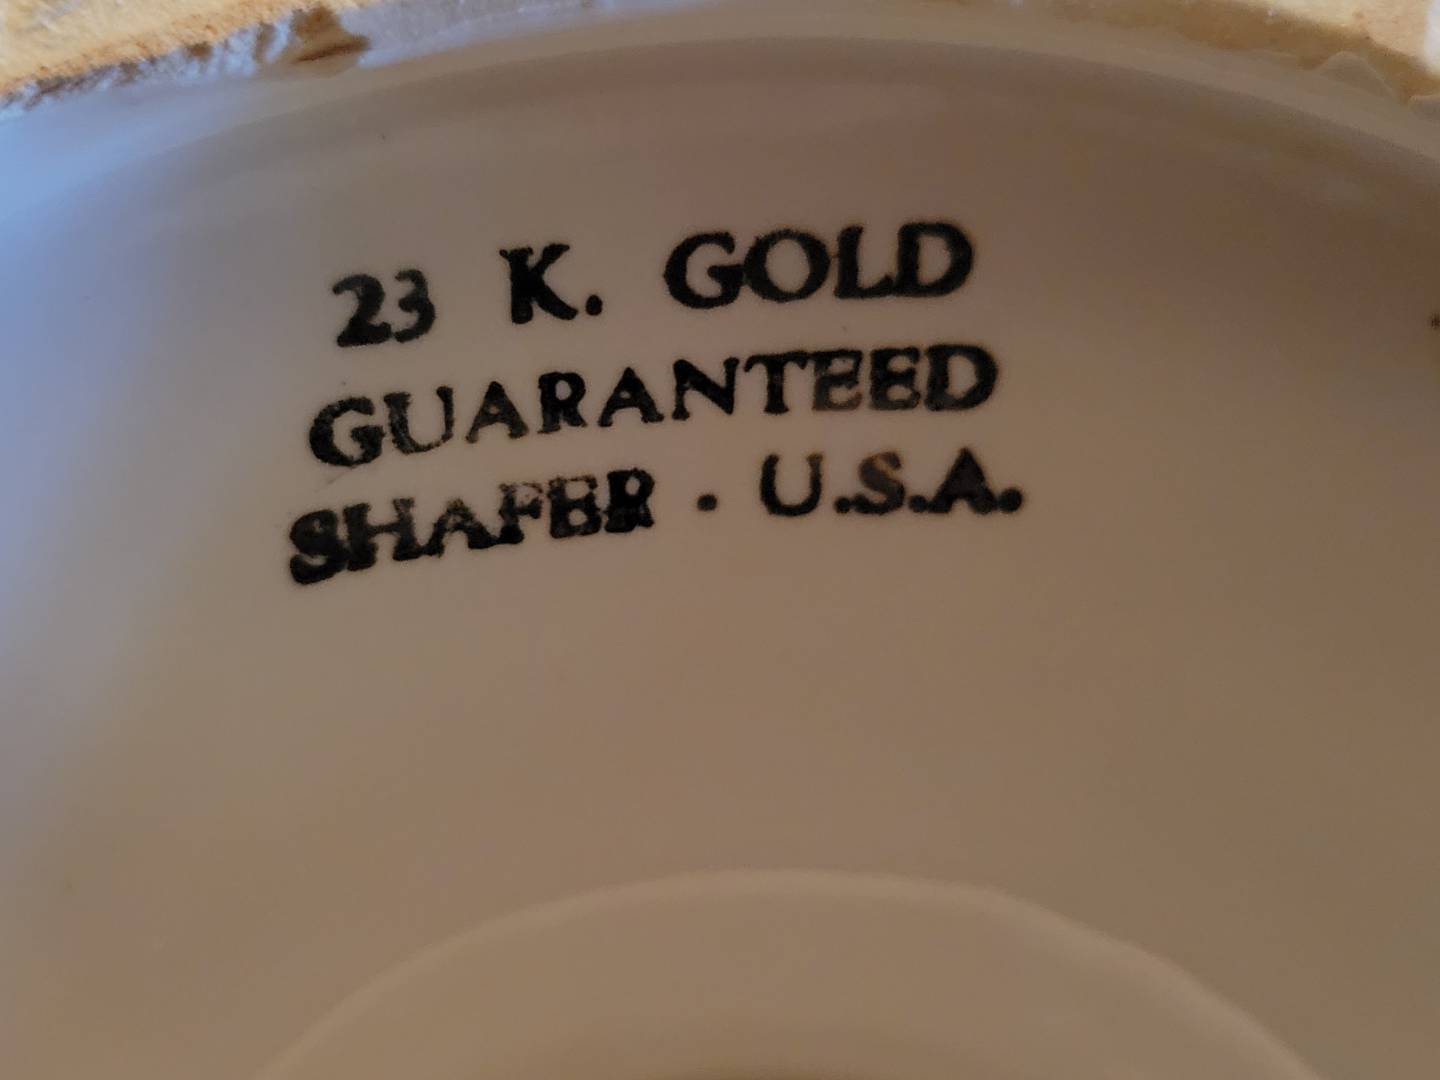 23 K. GOLD
GUARANTEED
SHAFER · U.S.A.